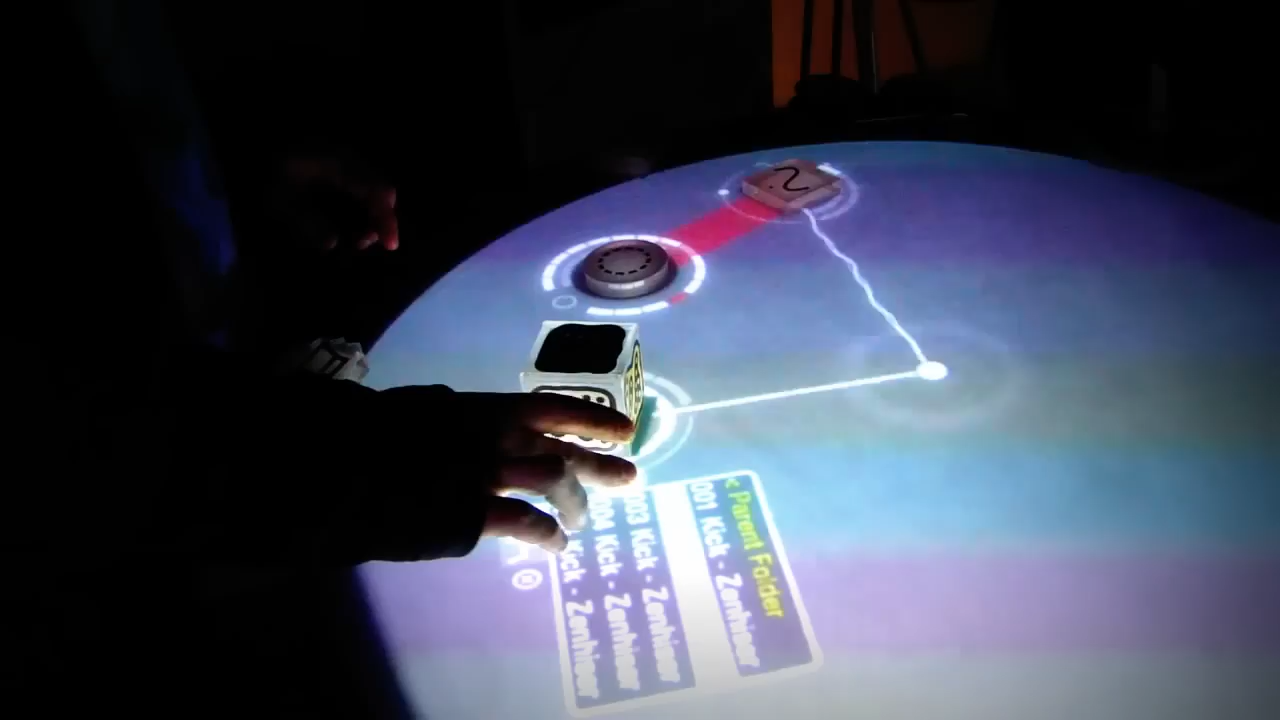 < Parent Folder
001 Kick - Zenhiser
003 Kick - Zenhiser
004 Kick - Zenhiser
Kick - Zenhiser